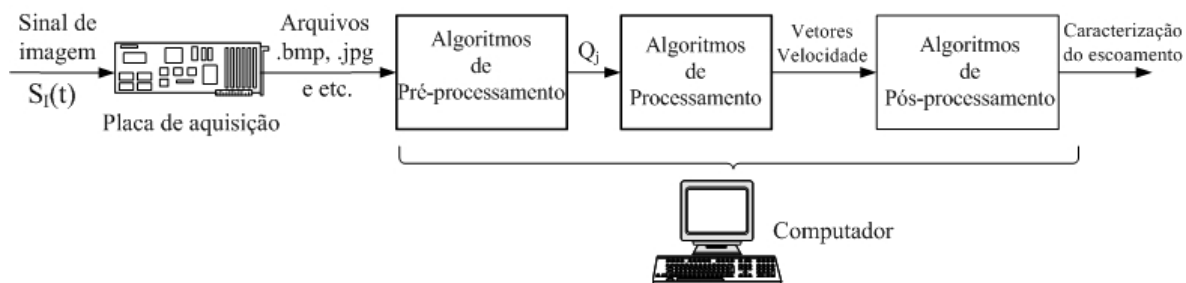 Sinal de
imagem
S_I(t)
Placa de aquisição
Arquivos
.bmp, .jpg
e etc.
Algoritmos
de
Pré-processamento
Q_j
Algoritmos
de
Processamento
Vetores
Velocidade
Algoritmos
de
Pós-processamento
Caracterização
do escoamento
Computador